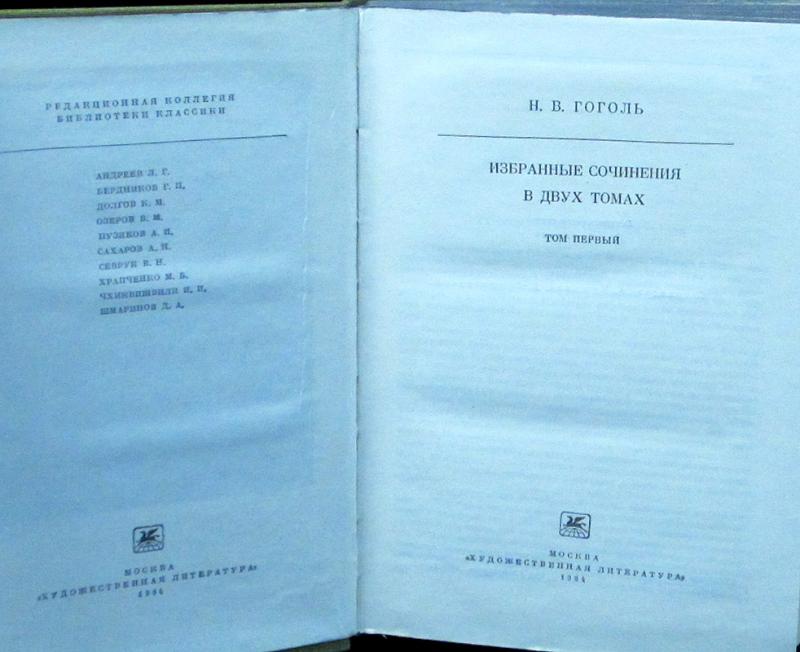 РЕДАКЦИОННАЯ КОЛЛЕГИЯ
БИБЛИОТЕКИ КЛАССИКИ
АНДРЕЕВ Л. Г.
БЕРДНИКОВ Г. П.
ДОЛГОВ К. М.
ОЗЕРОВ В. М.
ПУЗИКОВ А. И.
САХАРОВ А. Н.
СЕВРУК В. Н.
ХРАПЧЕНКО М. Б.
ЧХИКВИШВИЛИ И. И.
ШМАРИНОВ Д. А.
МОСКВА
«ХУДОЖЕСТВЕННАЯ ЛИТЕРАТУРА»
1984
Н. В. ГОГОЛЬ
ИЗБРАННЫЕ СОЧИНЕНИЯ
В ДВУХ ТОМАХ
ТОМ ПЕРВЫЙ
МОСКВА
«ХУДОЖЕСТВЕННАЯ ЛИТЕРАТУРА»
1984